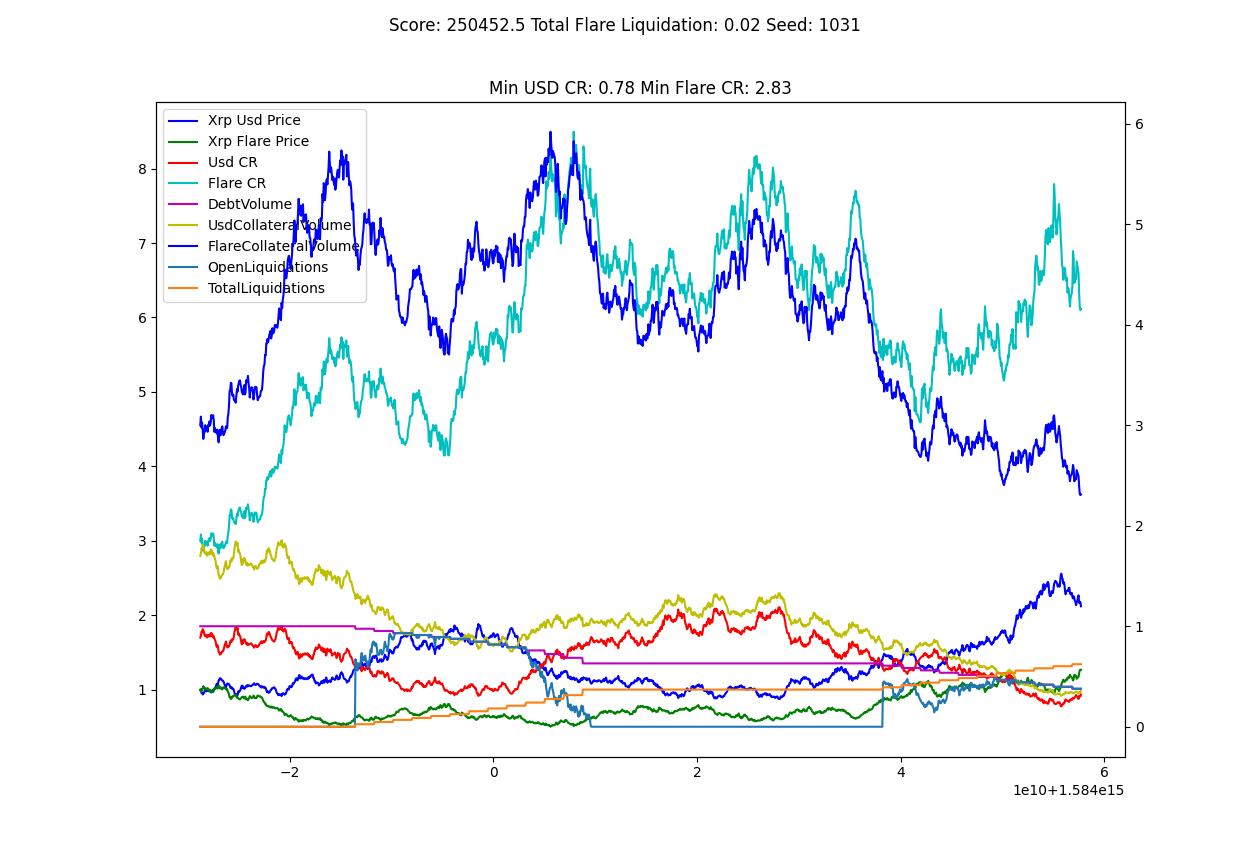 Score: 250452.5 Total Flare Liquidation: 0.02 Seed: 1031
Min USD CR: 0.78 Min Flare CR: 2.83
Xrp Usd Price
Xrp Flare Price
Usd CR
Flare CR
DebtVolume
UsdCollateralVolume
FlareCollateralVolume
OpenLiquidations
TotalLiquidations
8
7
6
5
4
3
2
1
6
5
4
3
2
1
0
−2
0
2
4
6
1e10+1.584e15